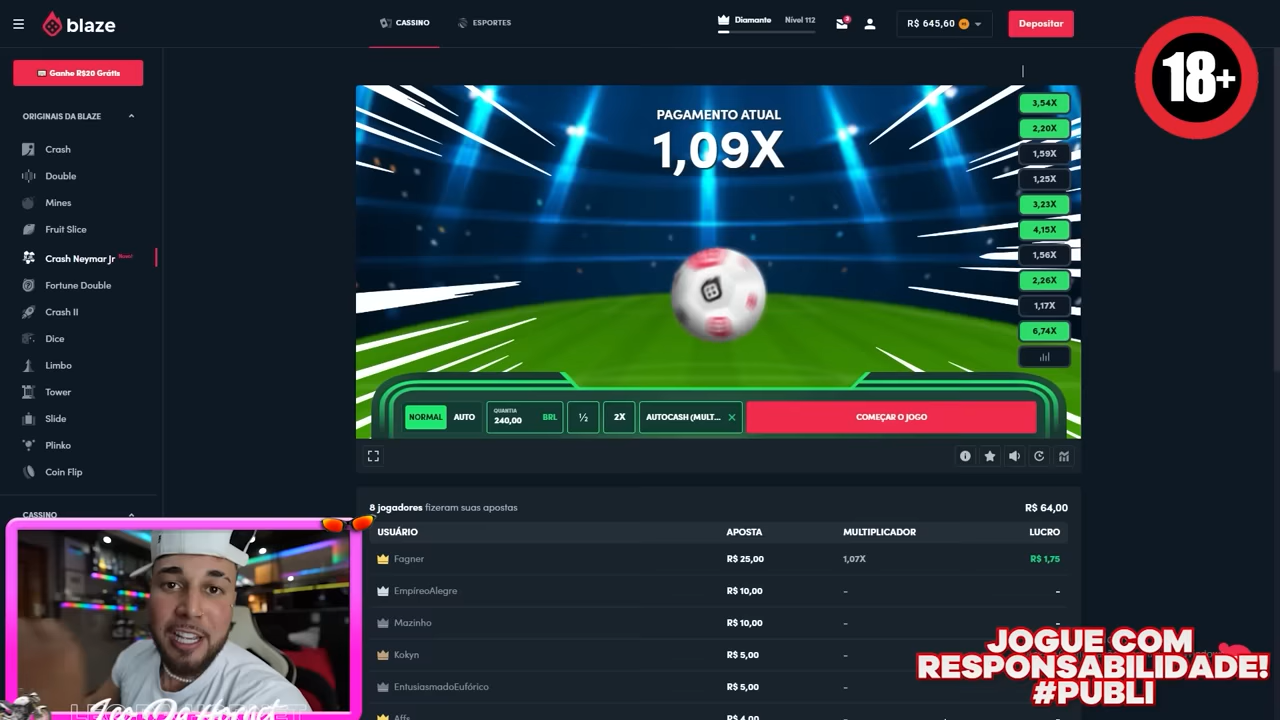 blaze
CASSINO
ESPORTES
Diamante Nível 112
R$ 645,60
Depositar
18+
Ganhe R$20 Grátis
ORIGINAIS DA BLAZE
Crash
Double
Mines
Fruit Slice
Crash Neymar Jr
Fortune Double
Crash II
Dice
Limbo
Tower
Slide
Plinko
Coin Flip
CASSINO
PAGAMENTO ATUAL
1,09X
3,54X
2,20X
1,59X
1,25X
3,23X
4,15X
1,56X
2,26X
1,17X
6,74X
NORMAL AUTO
QUANTIA
240,00 BRL
½
2X
AUTOCASH (MULT...
COMEÇAR O JOGO
8 jogadores fizeram suas apostas R$ 64,00
USUÁRIO APOSTA MULTIPLICADOR LUCRO
Fagner R$ 25,00 1,07X R$ 1,75
EmpíreoAlegre R$ 10,00 - -
Mazinho R$ 10,00 - -
Kokyn R$ 5,00 -
EntusiasmadoEufórico R$ 5,00 -
R$ 4,00
JOGUE COM
RESPONSABILIDADE!
#PUBLI